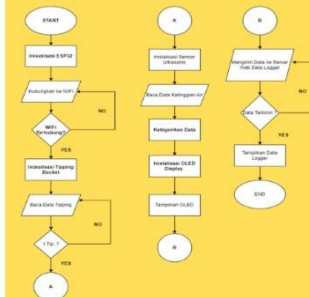 START
Inisialisasi ESP32
Hubungkan ke WiFi
NO
WiFi
Terhubung?
YES
Inisialisasi Tipping
Bucket
Baca Data Tipping
NO
1 Tip ?
YES
A
A
Inisialisasi Sensor
Ultrasonik
Baca Data Ketinggian Air
Kategorikan Data
Inisialisasi OLED
Display
Tampilkan OLED
B
B
Mengirim Data ke Server
Web Data Logger
NO
Data Terkirim ?
YES
Tampilkan Data
Logger
END